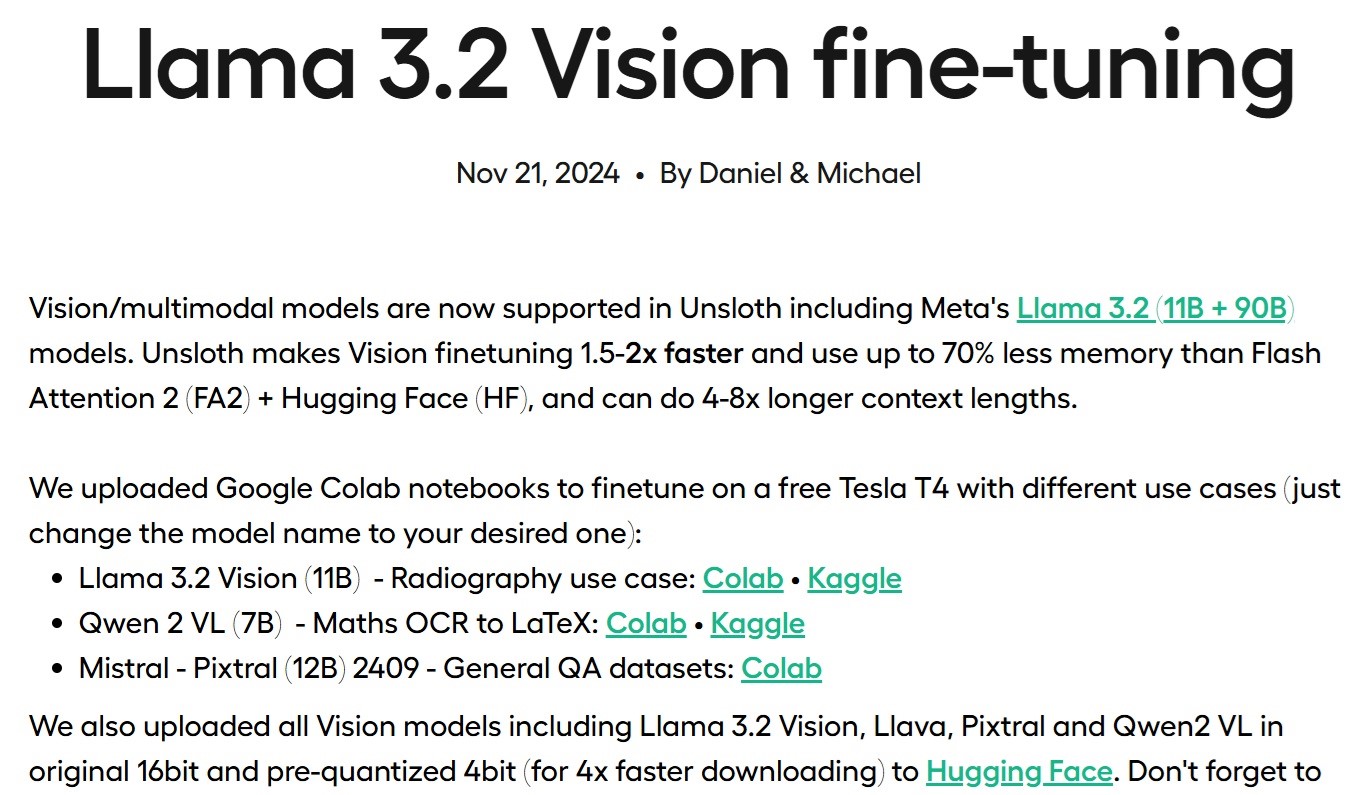 Llama 3.2 Vision fine-tuning
Nov 21, 2024 • By Daniel & Michael
Vision/multimodal models are now supported in Unsloth including Meta's Llama 3.2 (11B + 90B)
models. Unsloth makes Vision finetuning 1.5-2x faster and use up to 70% less memory than Flash
Attention 2 (FA2) + Hugging Face (HF), and can do 4-8x longer context lengths.
We uploaded Google Colab notebooks to finetune on a free Tesla T4 with different use cases (just
change the model name to your desired one):
• Llama 3.2 Vision (11B)  - Radiography use case: Colab • Kaggle
• Qwen 2 VL (7B)  - Maths OCR to LaTeX: Colab • Kaggle
• Mistral - Pixtral (12B) 2409 - General QA datasets: Colab
We also uploaded all Vision models including Llama 3.2 Vision, Llava, Pixtral and Qwen2 VL in
original 16bit and pre-quantized 4bit (for 4x faster downloading) to Hugging Face. Don't forget to